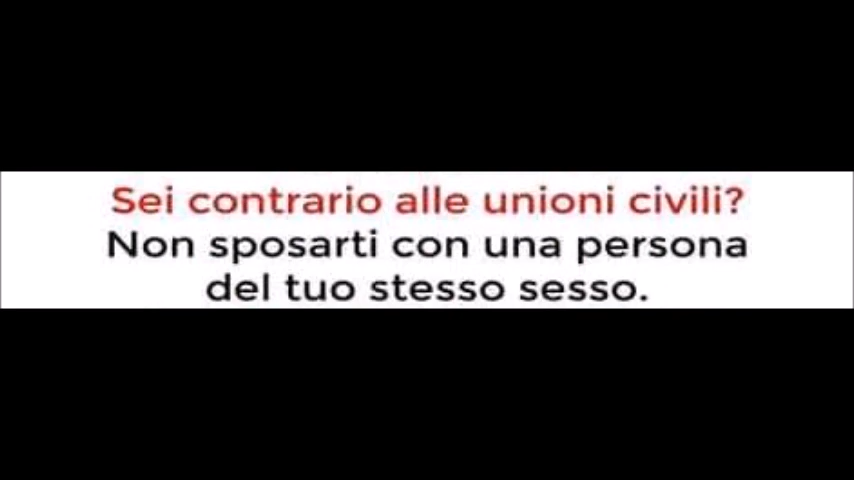 Sei contrario alle unioni civili?
Non sposarti con una persona
del tuo stesso sesso.